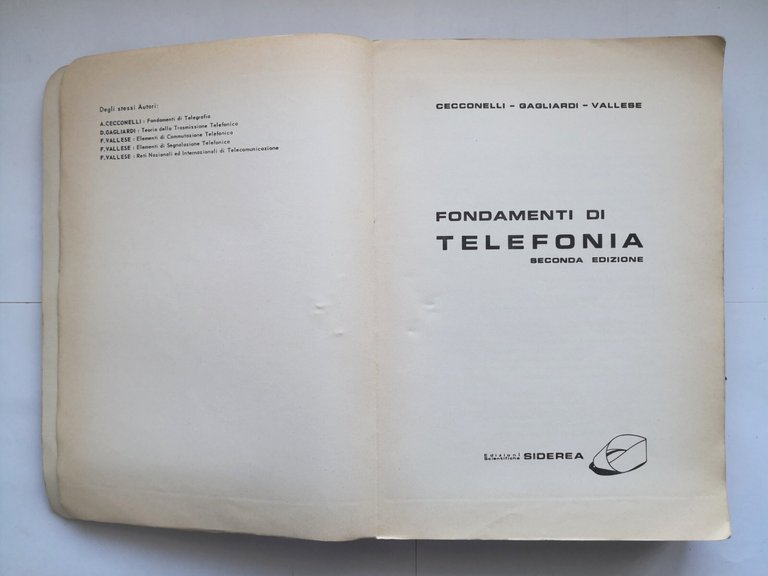 Degli stessi Autori:
A.CECCONELLI : Fondamenti di Telegrafia
D.GAGLIARDI : Teoria della Trasmissione Telefonica
F.VALLESE : Elementi di Commutazione Telefonica
F.VALLESE : Elementi di Segnalazione Telefonica
F.VALLESE : Reti Nazionali ed Internazionali di Telecomunicazione
CECCONELLI - GAGLIARDI - VALLESE
FONDAMENTI DI
TELEFONIA
SECONDA EDIZIONE
Edizioni
Scientifiche SIDEREA